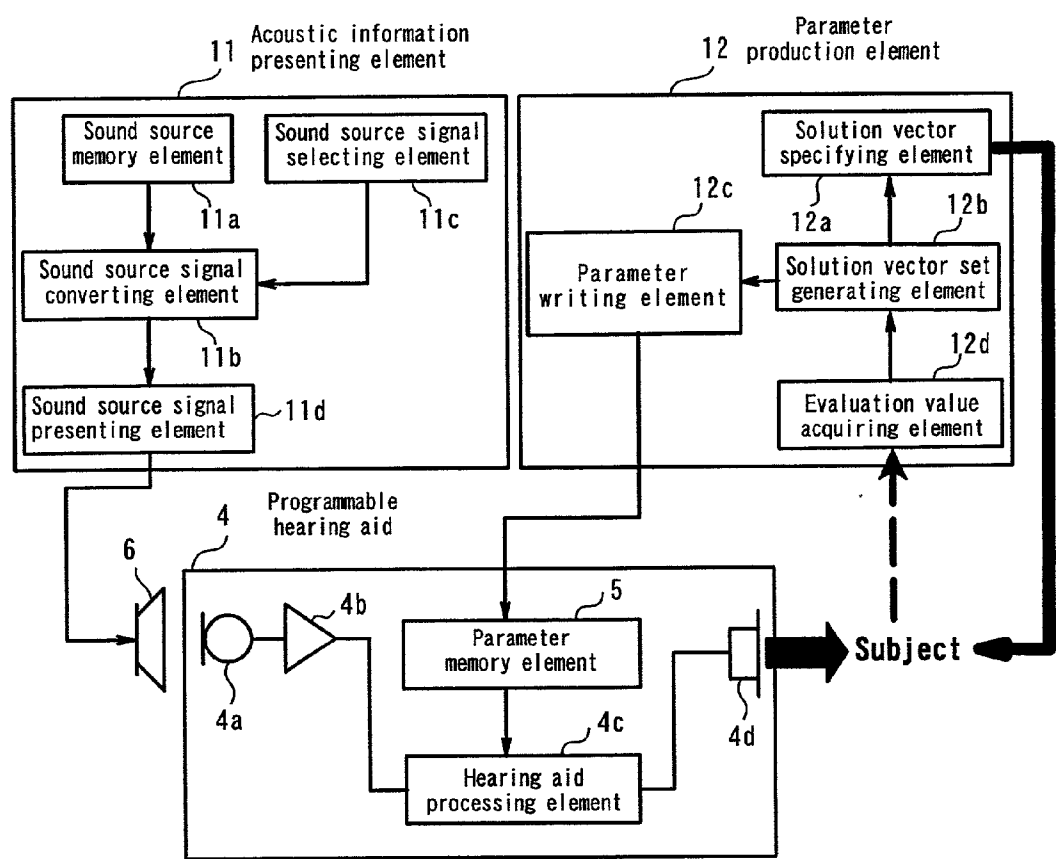 Acoustic information
presenting element
11
Parameter
production element
12
Sound source
memory element
11a
Sound source signal
selecting element
11c
Sound source signal
converting element
11b
Sound source signal
presenting element
11d
Solution vector
specifying element
12a
12b
12c
Parameter
writing element
Solution vector set
generating element
12d
Evaluation value
acquiring element
Programmable
hearing aid
4
6
4a
4b
5
Parameter
memory element
4c
Hearing aid
processing element
4d
Subject